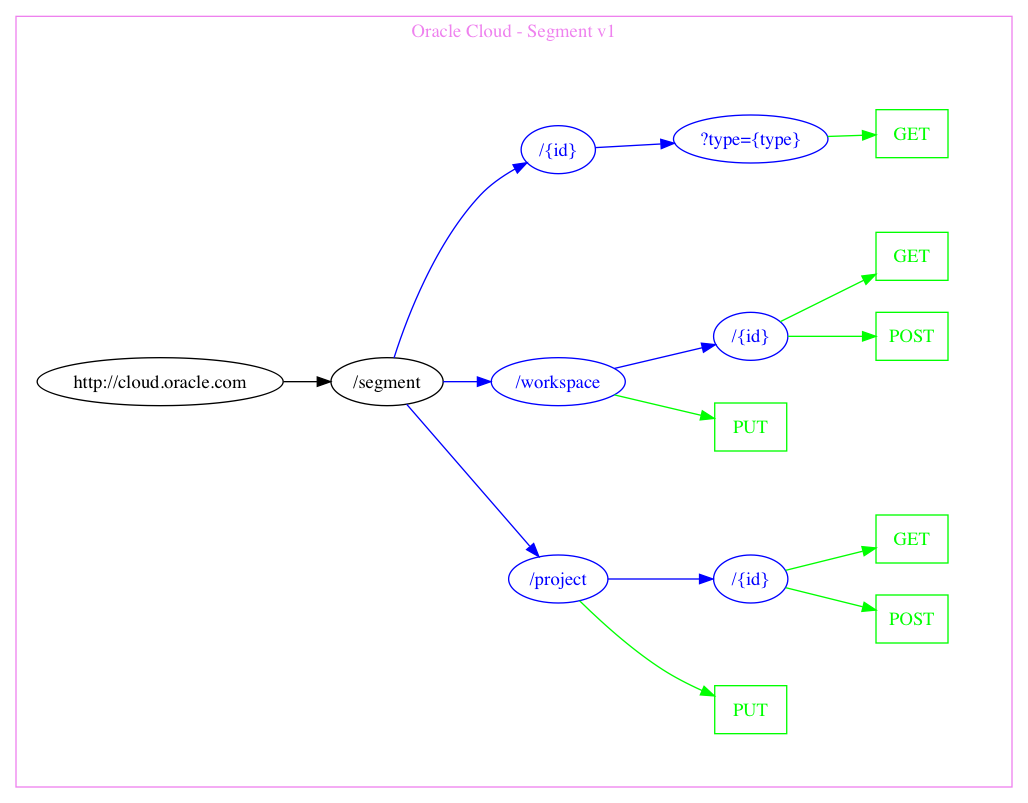 Oracle Cloud - Segment v1
/{id}
?type={type}
GET
GET
/{id}
POST
http://cloud.oracle.com
/segment
/workspace
PUT
GET
/project
/{id}
POST
PUT